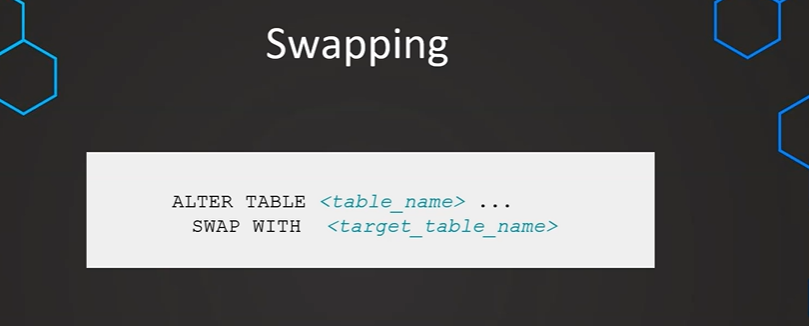 Swapping
ALTER TABLE <table_name> ...
SWAP WITH <target_table_name>